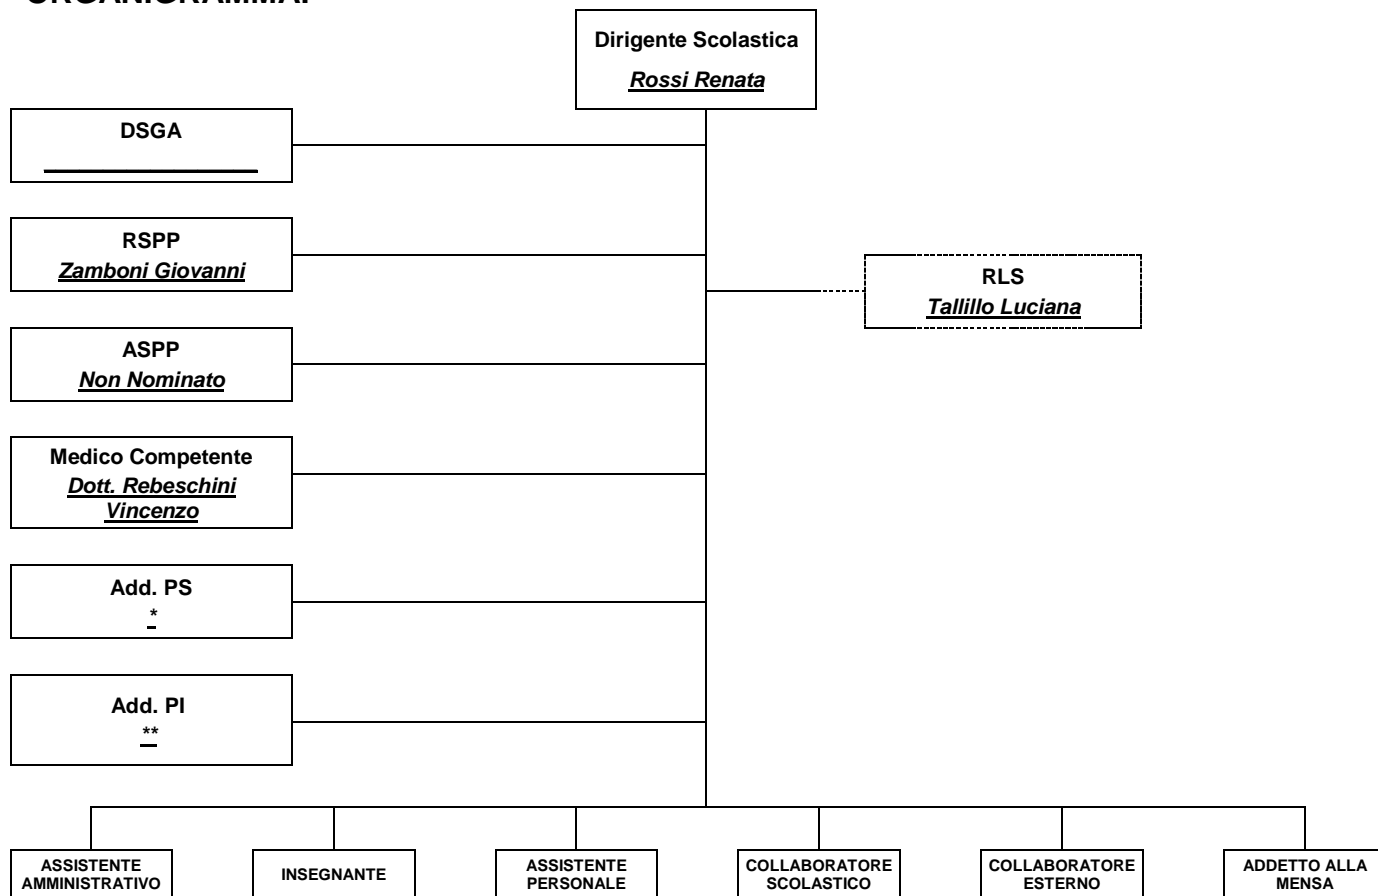 ORGANIGRAMMA:
Dirigente Scolastica
Rossi Renata
DSGA
RSPP
Zamboni Giovanni
RLS
Tallillo Luciana
ASPP
Non Nominato
Medico Competente
Dott. Rebeschini
Vincenzo
Add. PS
*
Add. PI
**
ASSISTENTE
AMMINISTRATIVO
INSEGNANTE
ASSISTENTE
PERSONALE
COLLABORATORE
SCOLASTICO
COLLABORATORE
ESTERNO
ADDETTO ALLA
MENSA